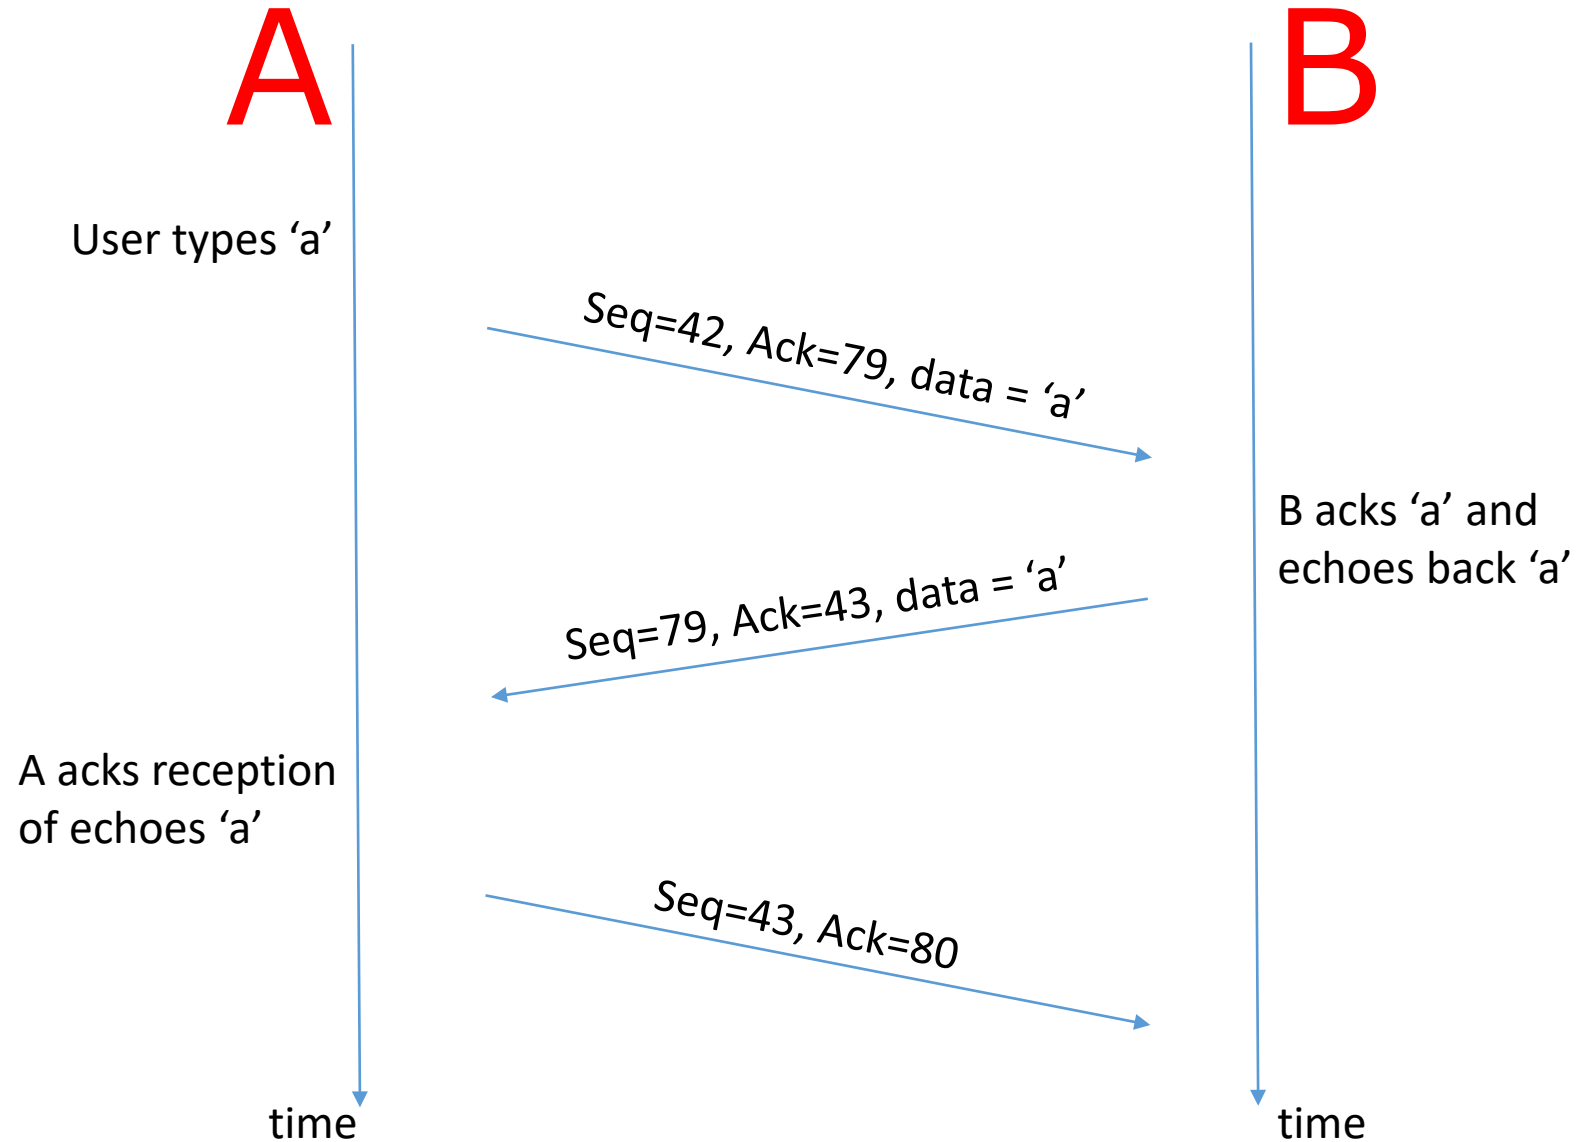 A
B
User types ‘a’
Seq=42, Ack=79, data = ‘a’
B acks ‘a’ and
echoes back ‘a’
Seq=79, Ack=43, data = ‘a’
A acks reception
of echoes ‘a’
Seq=43, Ack=80
time
time